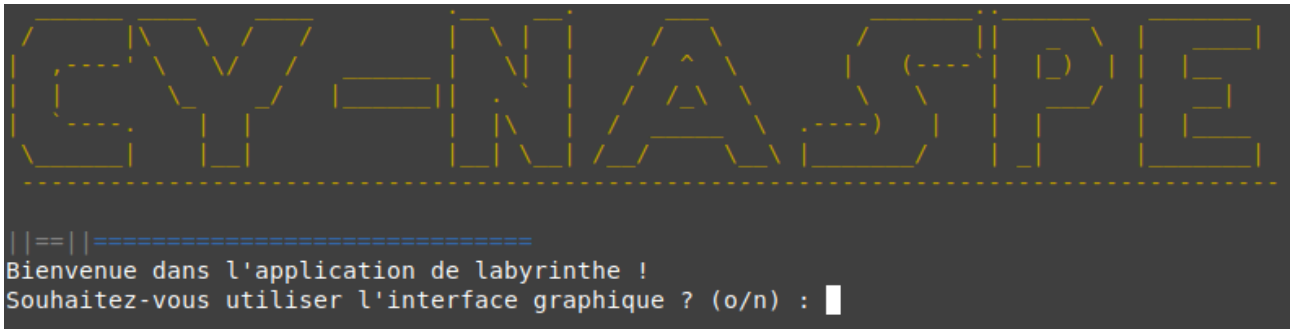 CY-NASPE
||==||==============================
Bienvenue dans l'application de labyrinthe !
Souhaitez-vous utiliser l'interface graphique ? (o/n) :